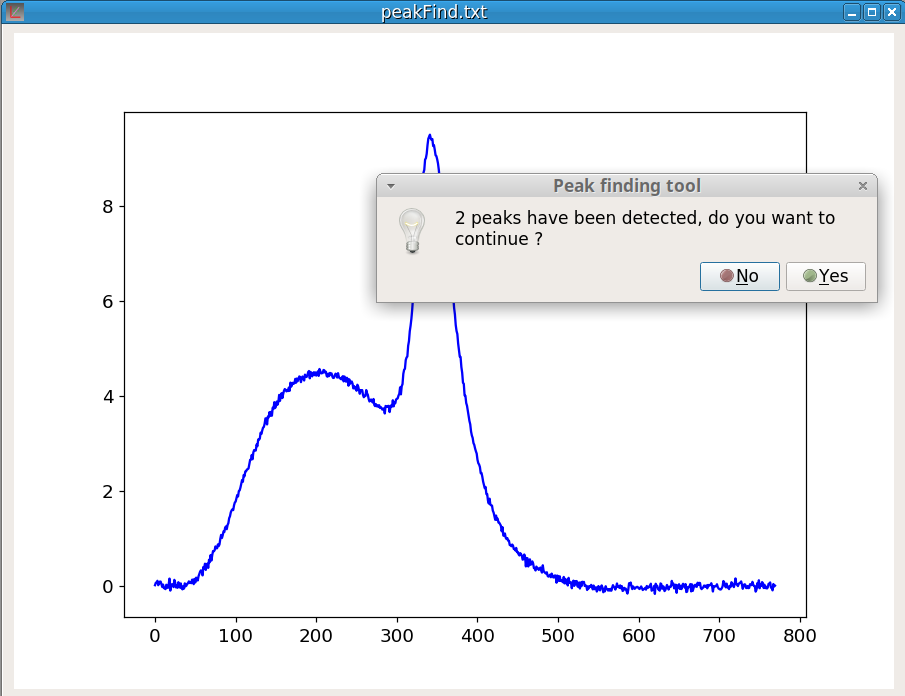 peakFind.txt
Peak finding tool
2 peaks have been detected, do you want to
continue ?
No Yes
8
6
4
2
0
0 100 200 300 400 500 600 700 800